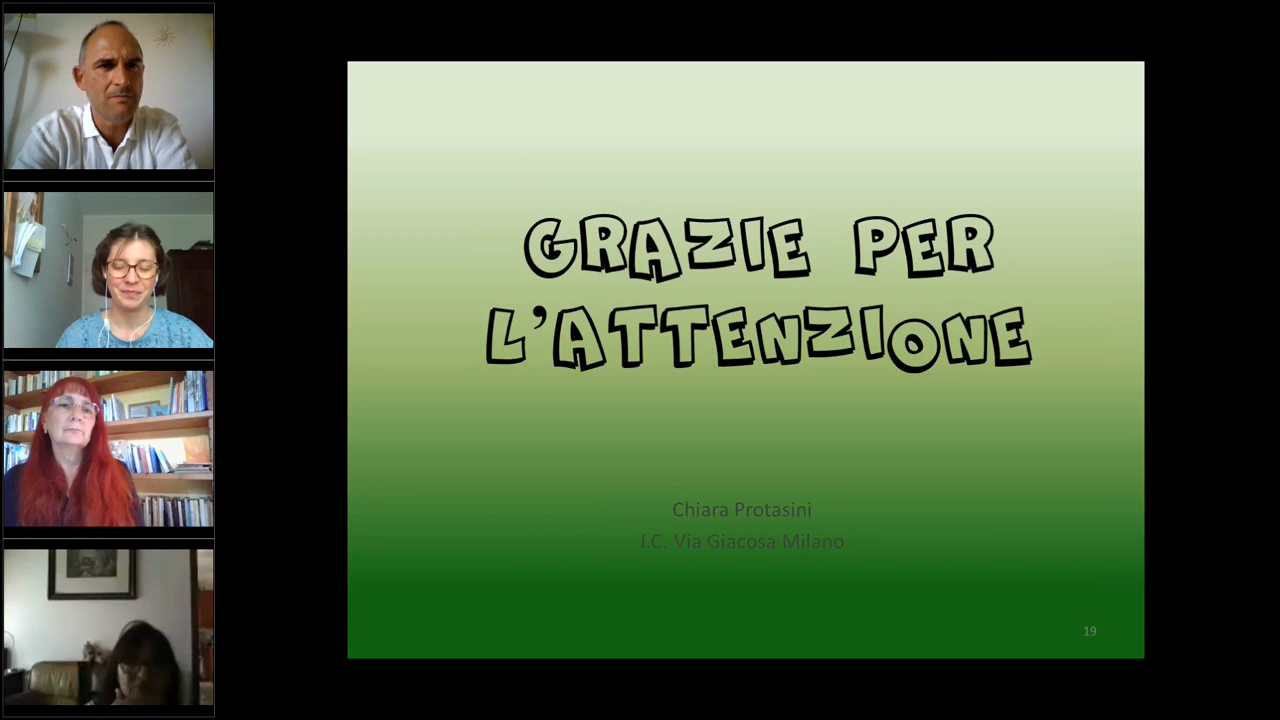 GRAZIE PER
L'ATTENZIONE
Chiara Protasini
I.C. Via Giacosa Milano
19